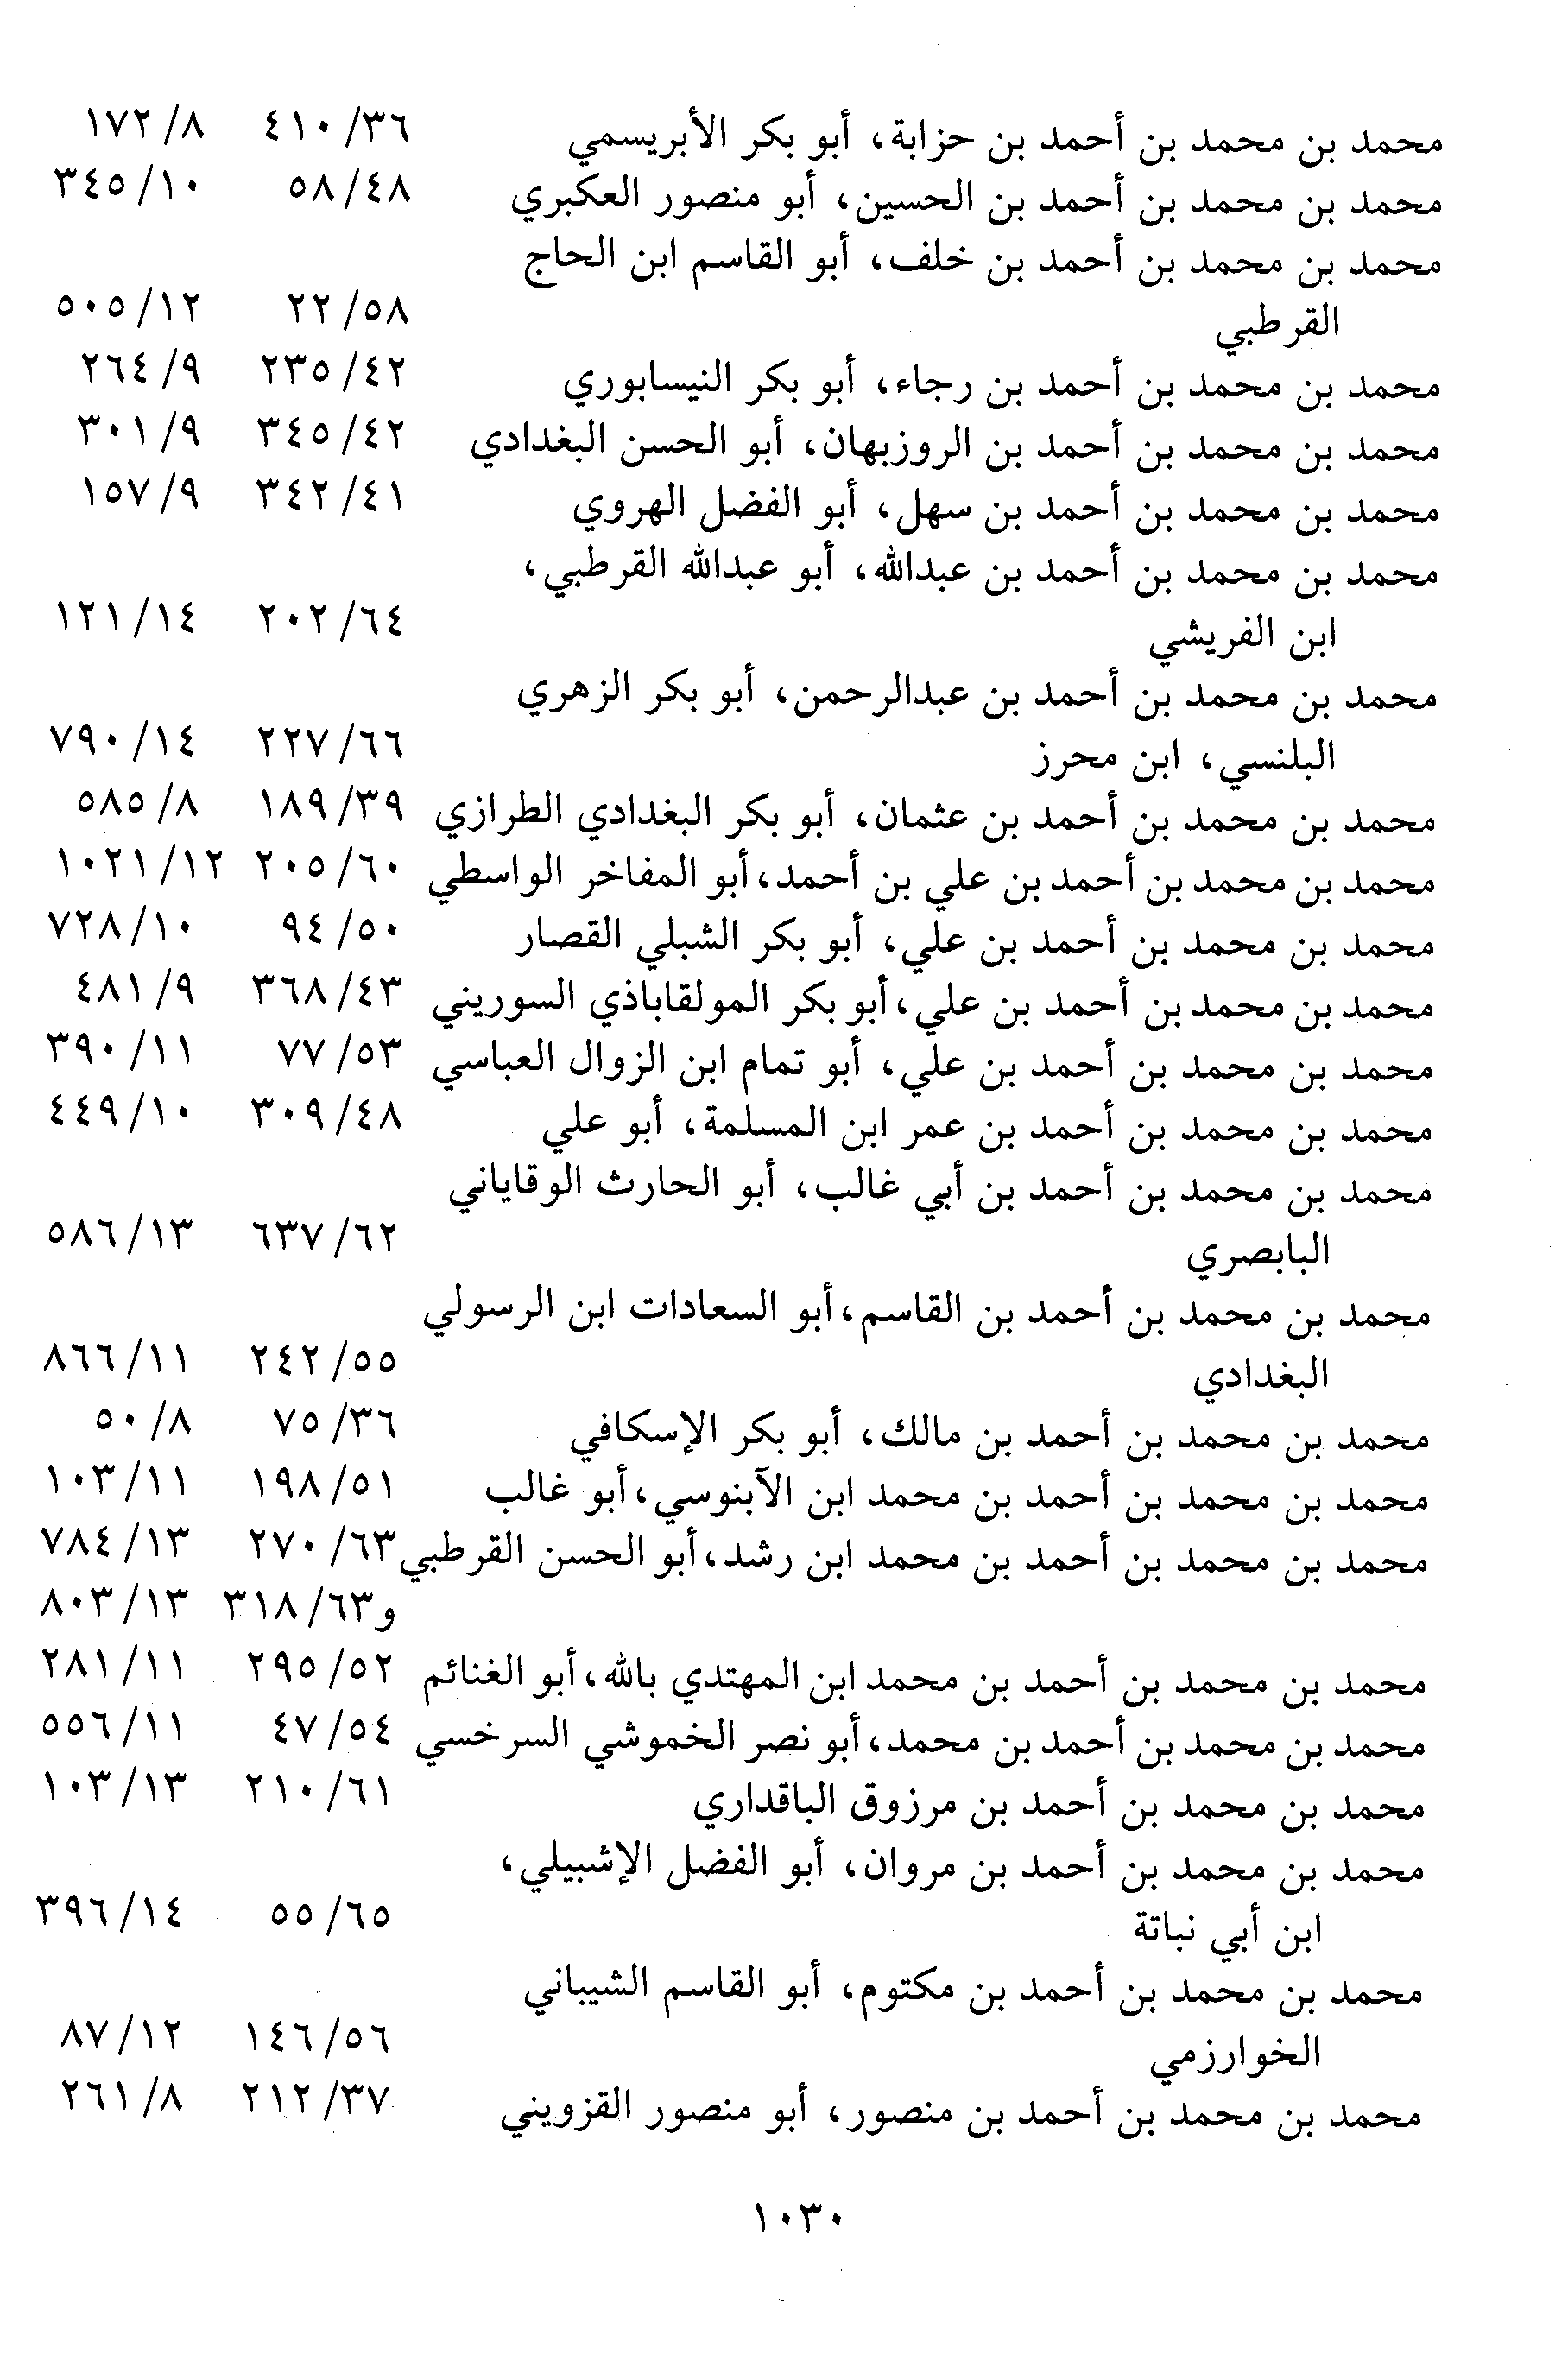 محمد بن محمد بن أحمد بن حزابة، أبو بكر الأبريسمي ٤١٠/٣٦ ١٧٢/٨
محمد بن محمد بن أحمد بن الحسين، أبو منصور العكبري ٥٨/٤٨ ٣٤٥/١٠
محمد بن محمد بن أحمد بن خلف، أبو القاسم ابن الحاج
القرطبي ٢٢/٥٨ ٥٠٥/١٢
محمد بن محمد بن أحمد بن رجاء، أبو بكر النيسابوري ٢٣٥/٤٢ ٢٦٤/٩
محمد بن محمد بن أحمد بن الروزبهان، أبو الحسن البغدادي ٣٤٥/٤٢ ٣٠١/٩
محمد بن محمد بن أحمد بن سهل، أبو الفضل الهروي ٣٤٢/٤١ ١٥٧/٩
محمد بن محمد بن أحمد بن عبدالله، أبو عبدالله القرطبي،
ابن الفريشي ٢٠٢/٦٤ ١٢١/١٤
محمد بن محمد بن أحمد بن عبدالرحمن، أبو بكر الزهري
البلنسي، ابن محرز ٢٢٧/٦٦ ٧٩٠/١٤
محمد بن محمد بن أحمد بن عثمان، أبو بكر البغدادي الطرازي ١٨٩/٣٩ ٥٨٥/٨
محمد بن محمد بن أحمد بن علي بن أحمد، أبو المفاخر الواسطي ٢٠٥/٦٠ ١٠٢١/١٢
محمد بن محمد بن أحمد بن علي، أبو بكر الشبلي القصار ٩٤/٥٠ ٧٢٨/١٠
محمد بن محمد بن أحمد بن علي، أبو بكر المولقاباذي السوريني ٣٦٨/٤٣ ٤٨١/٩
محمد بن محمد بن أحمد بن علي، أبو تمام ابن الزوال العباسي ٧٧/٥٣ ٣٩٠/١١
محمد بن محمد بن أحمد بن عمر ابن المسلمة، أبو علي ٣٠٩/٤٨ ٤٤٩/١٠
محمد بن محمد بن أحمد بن أبي غالب، أبو الحارث الوقاياني
البابصري ٦٣٧/٦٢ ٥٨٦/١٣
محمد بن محمد بن أحمد بن القاسم، أبو السعادات ابن الرسولي
البغدادي ٢٤٢/٥٥ ٨٦٦/١١
محمد بن محمد بن أحمد بن مالك، أبو بكر الإسكافي ٧٥/٣٦ ٥٠/٨
محمد بن محمد بن أحمد بن محمد ابن الآبنوسي، أبو غالب ١٩٨/٥١ ١٠٣/١١
محمد بن محمد بن أحمد بن محمد ابن رشد، أبو الحسن القرطبي ٢٧٠/٦٣ ٧٨٤/١٣
و٣١٨/٦٣ ٨٠٣/١٣
محمد بن محمد بن أحمد بن محمد ابن المهتدي بالله، أبو الغنائم ٢٩٥/٥٢ ٢٨١/١١
محمد بن محمد بن أحمد بن محمد، أبو نصر الخموشي السرخسي ٤٧/٥٤ ٥٥٦/١١
محمد بن محمد بن أحمد بن مرزوق الباقداري ٢١٠/٦١ ١٠٣/١٣
محمد بن محمد بن أحمد بن مروان، أبو الفضل الإشبيلي،
ابن أبي نباتة ٥٥/٦٥ ٣٩٦/١٤
محمد بن محمد بن أحمد بن مكتوم، أبو القاسم الشيباني
الخوارزمي ١٤٦/٥٦ ٨٧/١٢
محمد بن محمد بن أحمد بن منصور، أبو منصور القزويني ٢١٢/٣٧ ٢٦١/٨
١٠٣٠